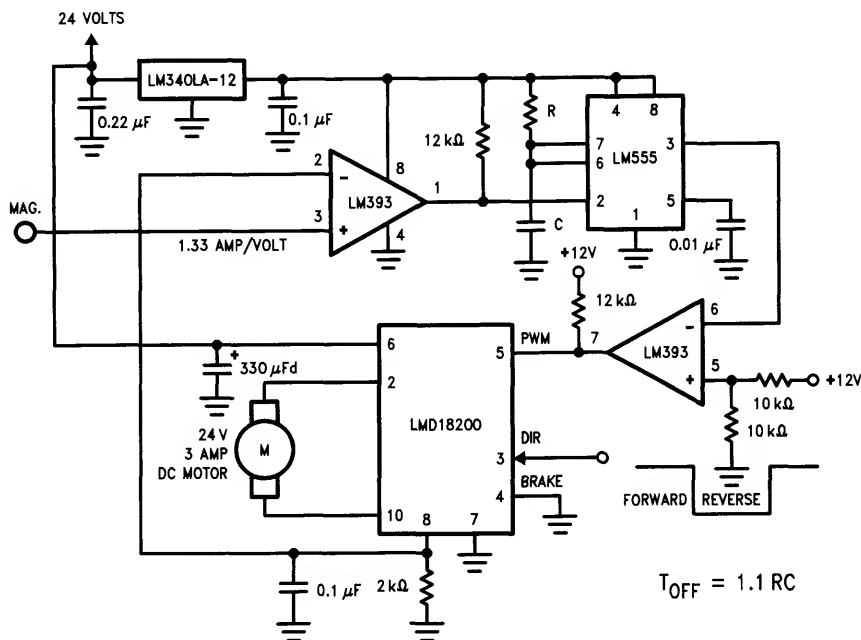 24 VOLTS
LM340LA-12
0.22 µF
0.1 µF
12 kΩ
R
4 8
7
6
LM555
3
2
1
5
C
0.01 µF
2
8
LM393
1
3
4
MAG.
1.33 AMP/VOLT
+12V
12 kΩ
PWM
7
6
LM393
5
+12V
10 kΩ
10 kΩ
6
330 µFd
+
2
5
LMD18200
24 V
3 AMP
DC MOTOR
M
DIR
3
BRAKE
4
10
8
7
FORWARD REVERSE
0.1 µF
2 kΩ
T_OFF = 1.1 RC